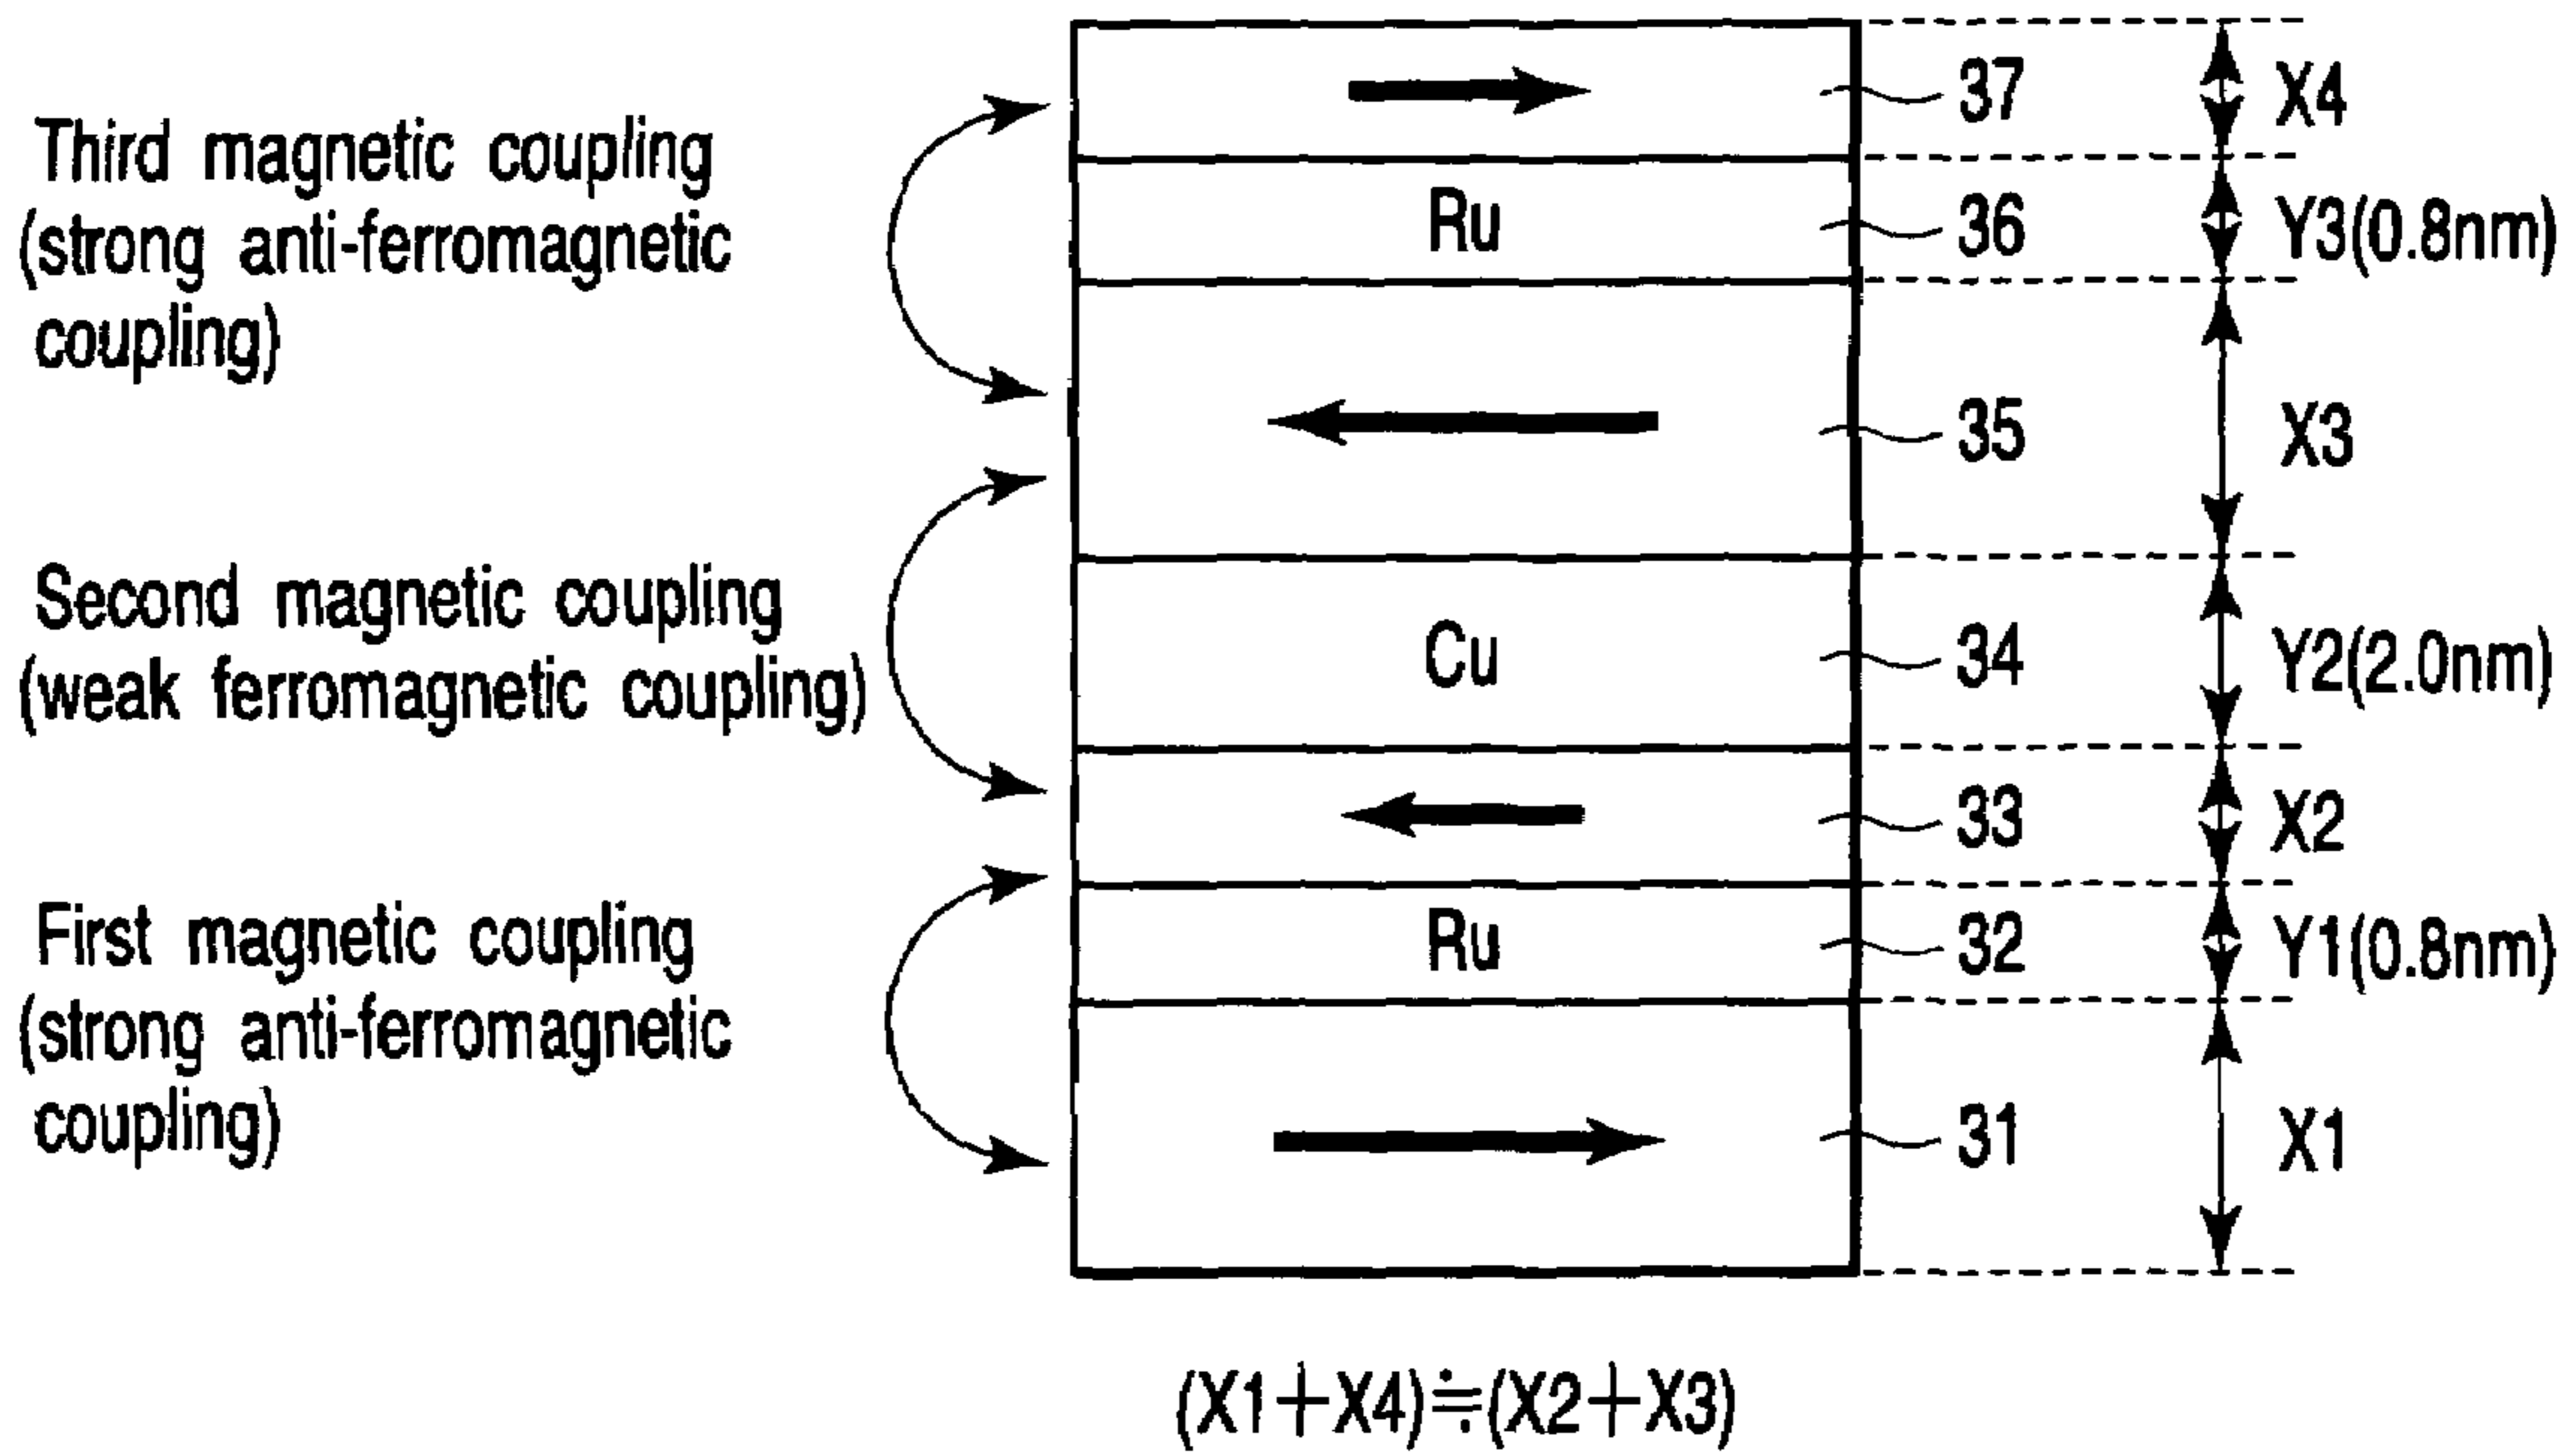 Third magnetic coupling
(strong anti-ferromagnetic
coupling)
Second magnetic coupling
(weak ferromagnetic coupling)
First magnetic coupling
(strong anti-ferromagnetic
coupling)
37 X4
Ru 36 Y3(0.8nm)
35 X3
Cu 34 Y2(2.0nm)
33 X2
Ru 32 Y1(0.8nm)
31 X1
(X1+X4)≒(X2+X3)